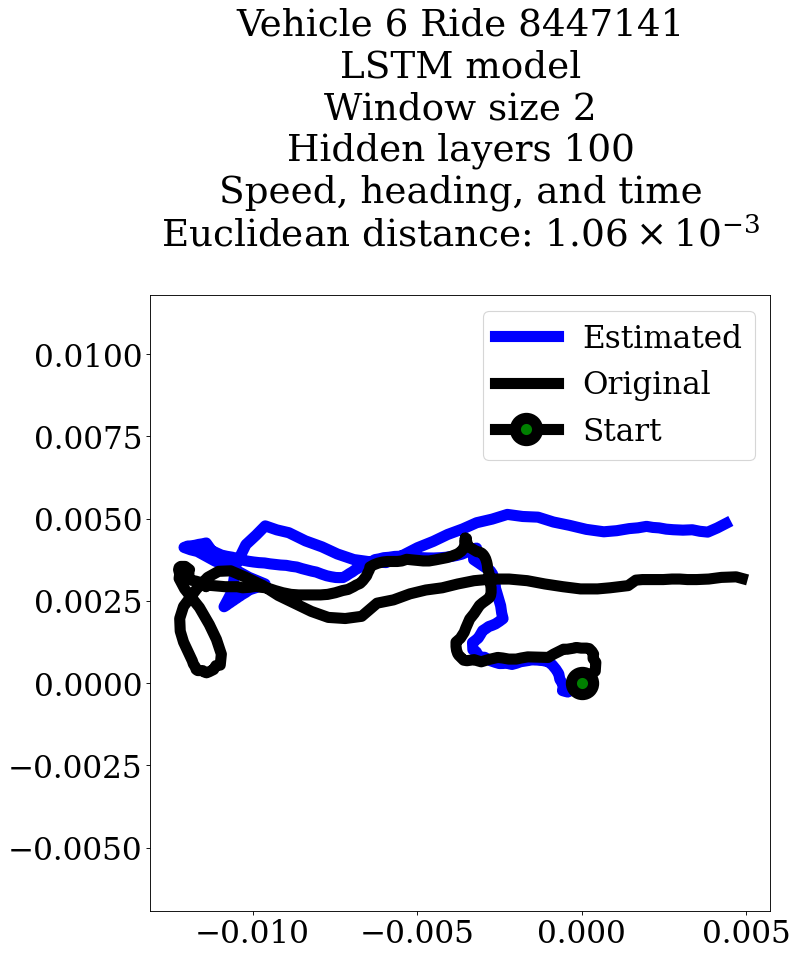 Vehicle 6 Ride 8447141
LSTM model
Window size 2
Hidden layers 100
Speed, heading, and time
Euclidean distance: 1.06 × 10⁻³
Estimated
Original
Start
0.0100
0.0075
0.0050
0.0025
0.0000
−0.0025
−0.0050
−0.010 −0.005 0.000 0.005